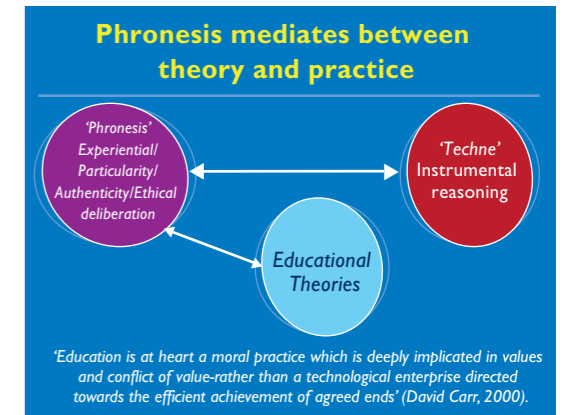 Phronesis mediates between
theory and practice
‘Phronesis’
Experiential/
Particularity/
Authenticity/Ethical
deliberation
‘Techne’
Instrumental
reasoning
Educational
Theories
‘Education is at heart a moral practice which is deeply implicated in values
and conflict of value-rather than a technological enterprise directed
towards the efficient achievement of agreed ends’ (David Carr, 2000).